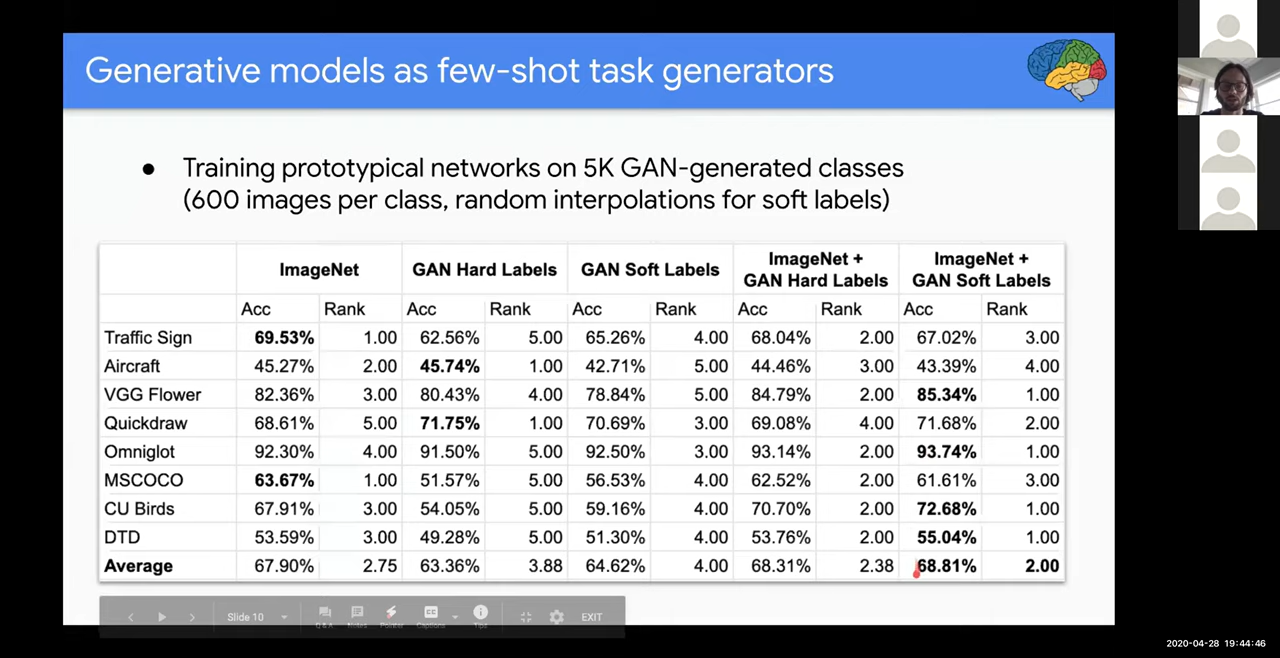 Generative models as few-shot task generators
● Training prototypical networks on 5K GAN-generated classes
(600 images per class, random interpolations for soft labels)
ImageNet GAN Hard Labels GAN Soft Labels ImageNet + GAN Hard Labels ImageNet + GAN Soft Labels
Acc Rank Acc Rank Acc Rank Acc Rank Acc Rank
Traffic Sign 69.53% 1.00 62.56% 5.00 65.26% 4.00 68.04% 2.00 67.02% 3.00
Aircraft 45.27% 2.00 45.74% 1.00 42.71% 5.00 44.46% 3.00 43.39% 4.00
VGG Flower 82.36% 3.00 80.43% 4.00 78.84% 5.00 84.79% 2.00 85.34% 1.00
Quickdraw 68.61% 5.00 71.75% 1.00 70.69% 3.00 69.08% 4.00 71.68% 2.00
Omniglot 92.30% 4.00 91.50% 5.00 92.50% 3.00 93.14% 2.00 93.74% 1.00
MSCOCO 63.67% 1.00 51.57% 5.00 56.53% 4.00 62.52% 2.00 61.61% 3.00
CU Birds 67.91% 3.00 54.05% 5.00 59.16% 4.00 70.70% 2.00 72.68% 1.00
DTD 53.59% 3.00 49.28% 5.00 51.30% 4.00 53.76% 2.00 55.04% 1.00
Average 67.90% 2.75 63.36% 3.88 64.62% 4.00 68.31% 2.38 68.81% 2.00
Slide 10 Q&A Notes Pointer CC Captions Tips EXIT
2020-04-28 19:44:46